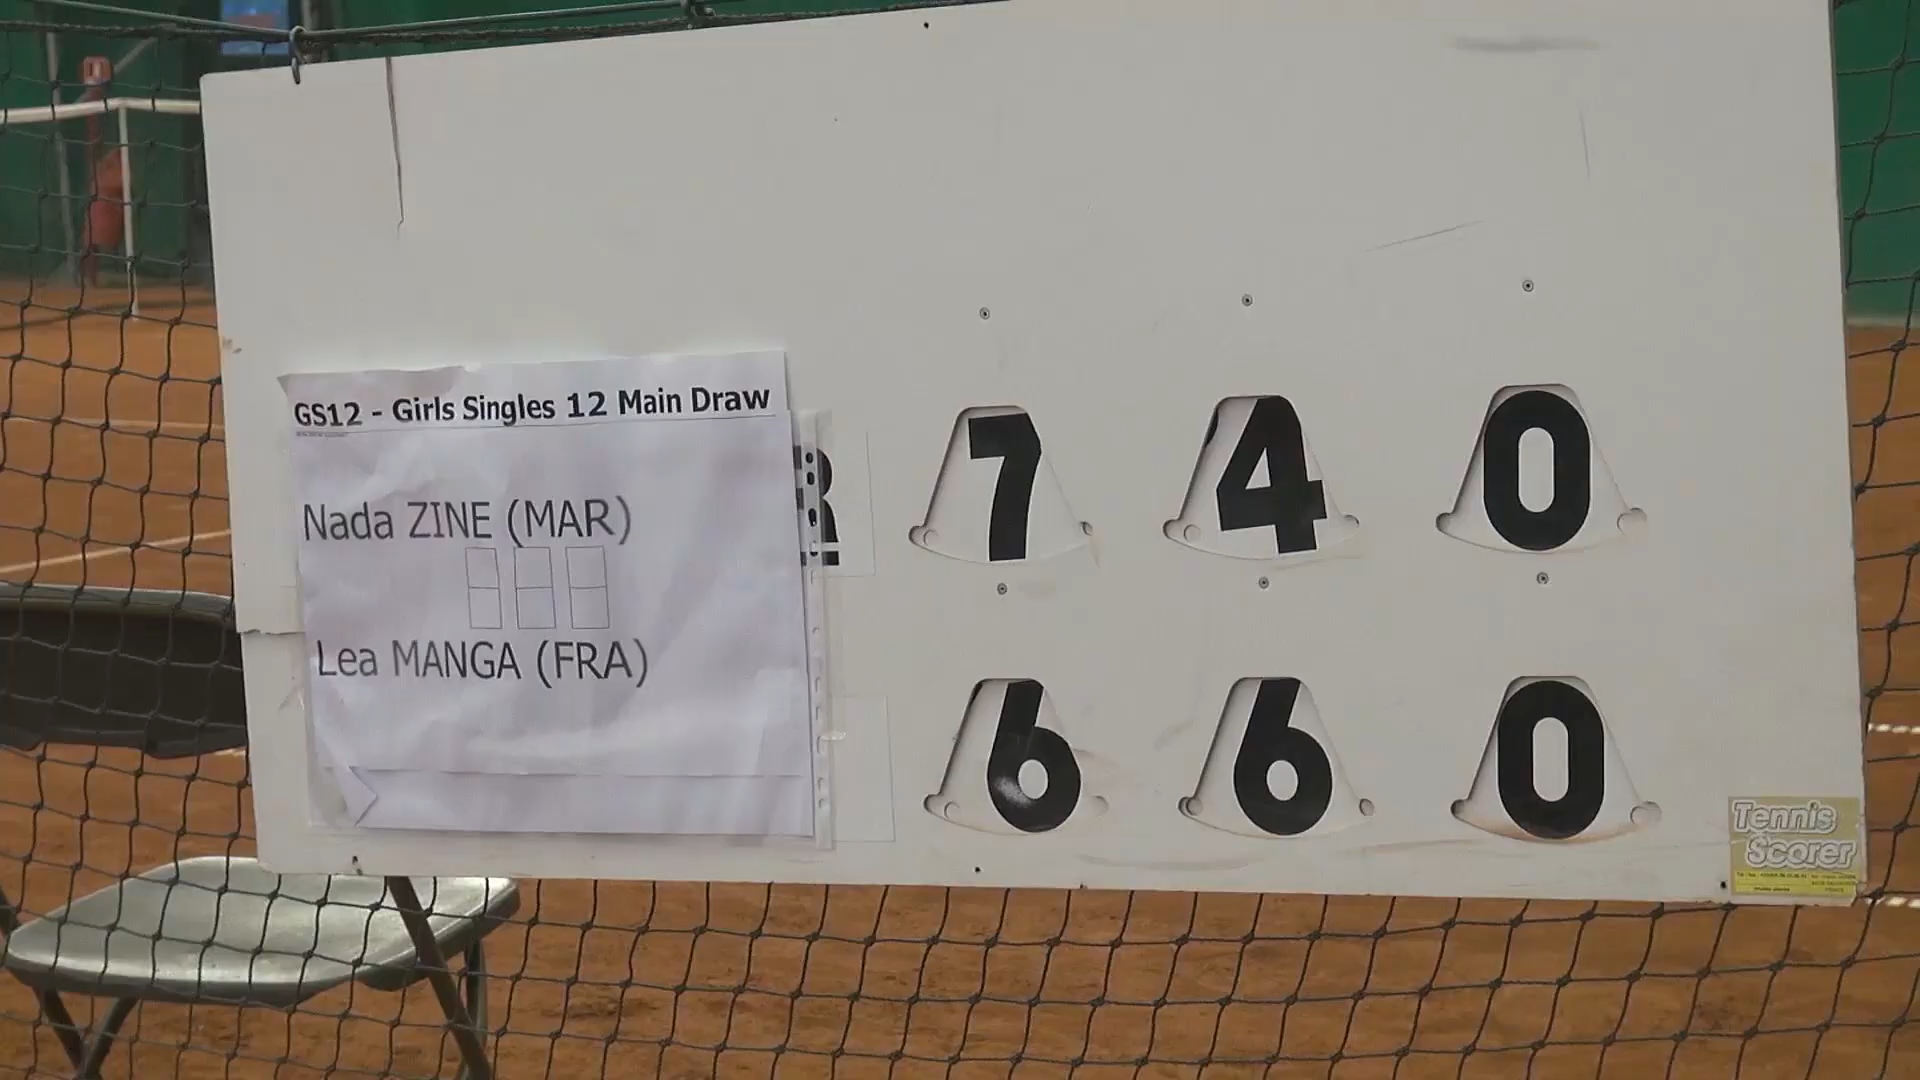 GS12 - Girls Singles 12 Main Draw
Nada ZINE (MAR)
7 4 0
Lea MANGA (FRA)
6 6 0
Tennis
Scorer